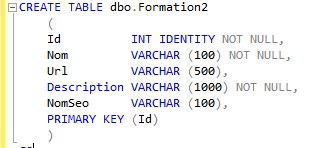 CREATE TABLE dbo.Formation2
(
Id INT IDENTITY NOT NULL,
Nom VARCHAR (100) NOT NULL,
Url VARCHAR (500),
Description VARCHAR (1000) NOT NULL,
NomSeo VARCHAR (100),
PRIMARY KEY (Id)
)